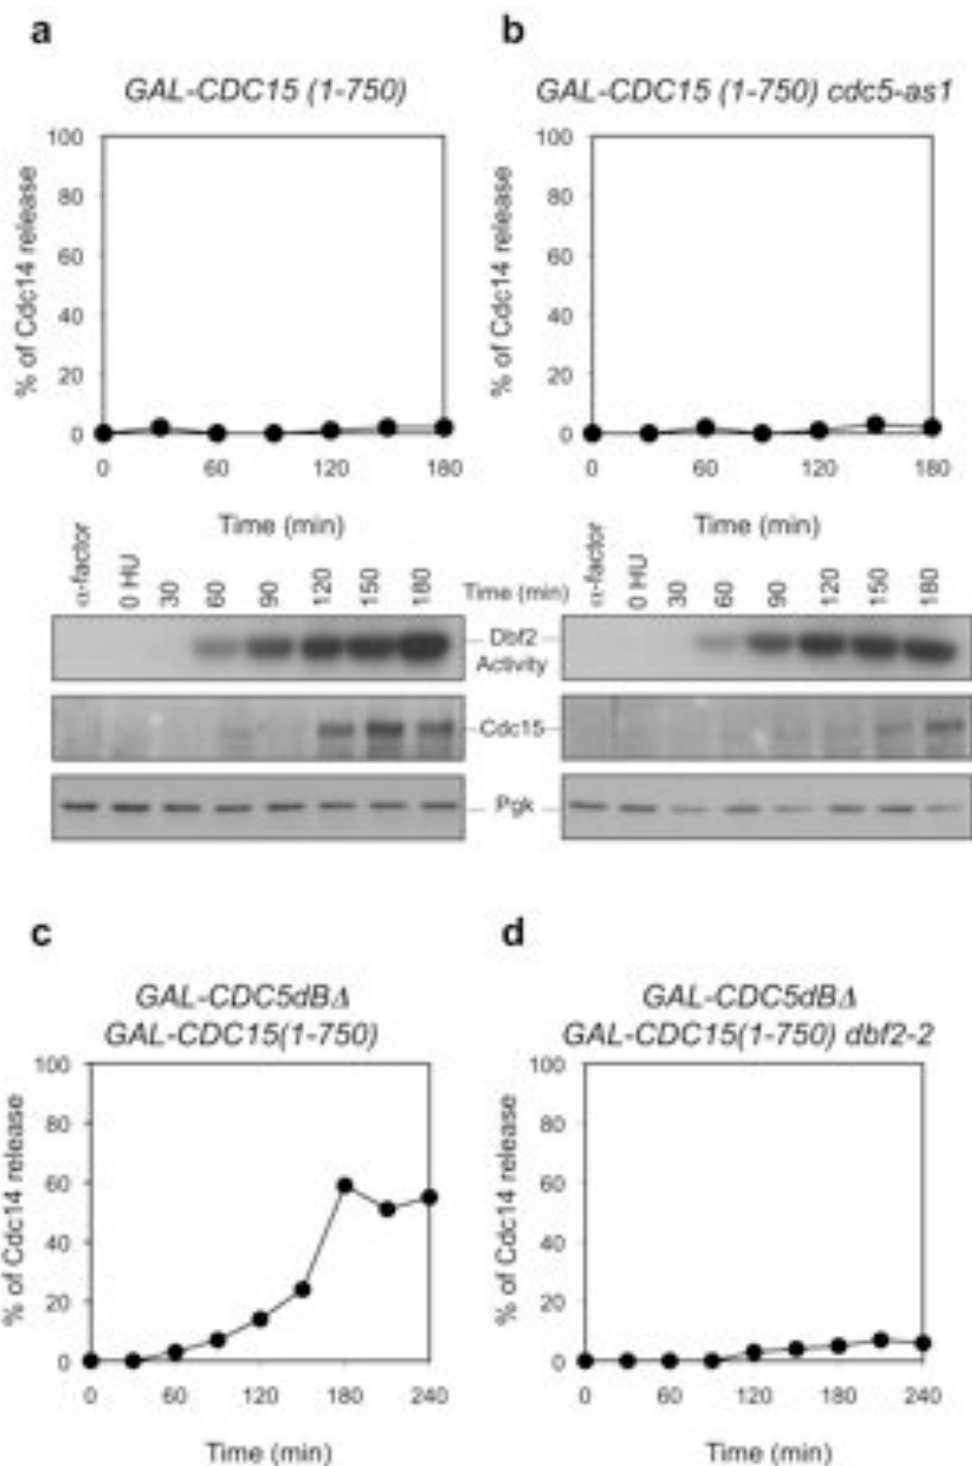 a
b
GAL-CDC15 (1-750)
GAL-CDC15 (1-750) cdc5-as1
% of Cdc14 release
100
80
60
40
20
0
0 60 120 180
Time (min)
% of Cdc14 release
100
80
60
40
20
0
0 60 120 180
Time (min)
α-factor 0 HU 30 60 90 120 150 180
Time (min)
α-factor 0 HU 30 60 90 120 150 180
Dbf2
Activity
Cdc15
Pgk
c
d
GAL-CDC5dBΔ
GAL-CDC15(1-750)
% of Cdc14 release
100
80
60
40
20
0
0 60 120 180 240
Time (min)
GAL-CDC5dBΔ
GAL-CDC15(1-750) dbf2-2
% of Cdc14 release
100
80
60
40
20
0
0 60 120 180 240
Time (min)